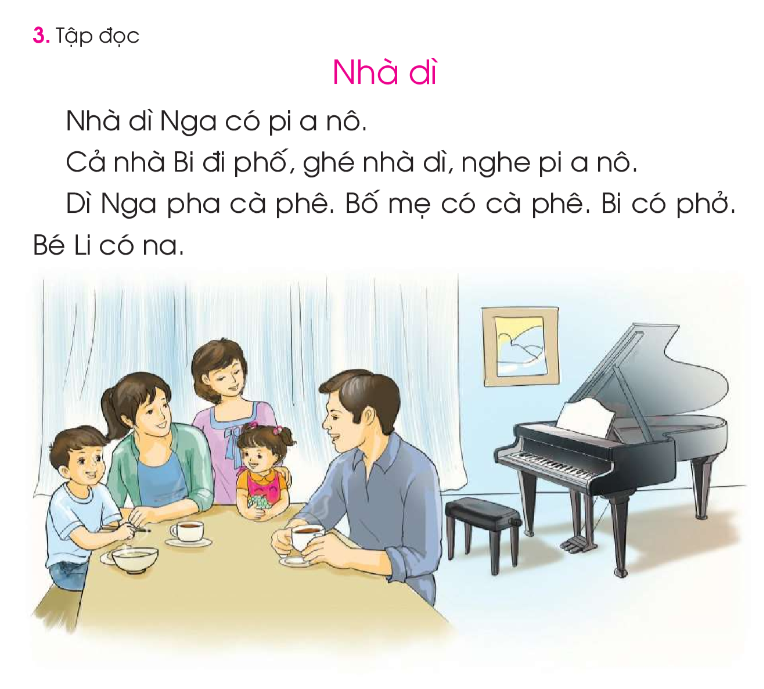 3. Tập đọc
Nhà dì
Nhà dì Nga có pi a nô.
Cả nhà Bi đi phố, ghé nhà dì, nghe pi a nô.
Dì Nga pha cà phê. Bố mẹ có cà phê. Bi có phở.
Bé Li có na.